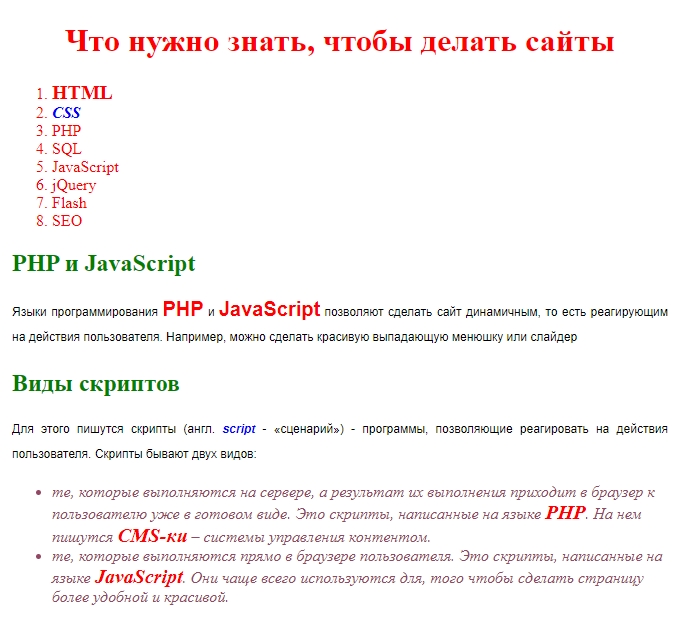 Что нужно знать, чтобы делать сайты
1. HTML
2. CSS
3. PHP
4. SQL
5. JavaScript
6. jQuery
7. Flash
8. SEO
PHP и JavaScript
Языки программирования PHP и JavaScript позволяют сделать сайт динамичным, то есть реагирующим
на действия пользователя. Например, можно сделать красивую выпадающую менюшку или слайдер
Виды скриптов
Для этого пишутся скрипты (англ. script - «сценарий») - программы, позволяющие реагировать на действия
пользователя. Скрипты бывают двух видов:
• те, которые выполняются на сервере, а результат их выполнения приходит в браузер к
пользователю уже в готовом виде. Это скрипты, написанные на языке PHP. На нем
пишутся CMS-ки – системы управления контентом.
• те, которые выполняются прямо в браузере пользователя. Это скрипты, написанные на
языке JavaScript. Они чаще всего используются для, того чтобы сделать страницу
более удобной и красивой.